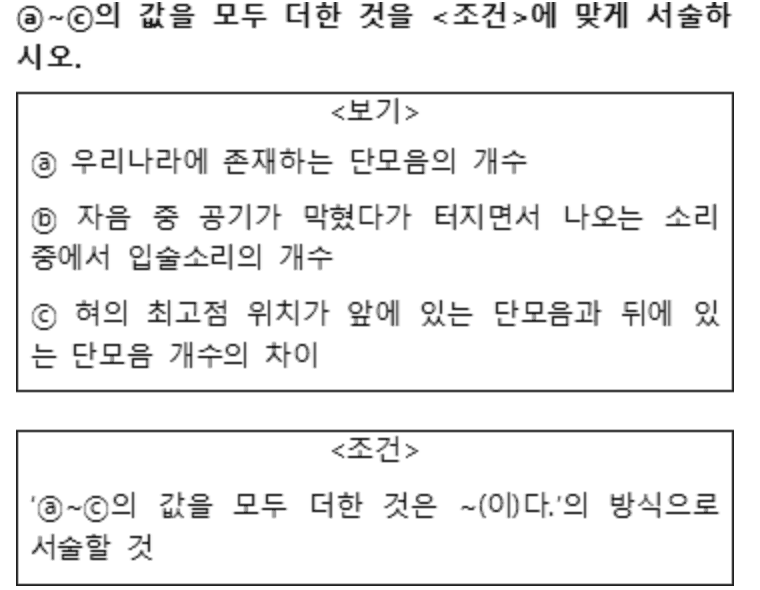 ⓐ~ⓒ의 값을 모두 더한 것을 <조건>에 맞게 서술하
시오.
<보기>
ⓐ 우리나라에 존재하는 단모음의 개수
ⓑ 자음 중 공기가 막혔다가 터지면서 나오는 소리
중에서 입술소리의 개수
ⓒ 혀의 최고점 위치가 앞에 있는 단모음과 뒤에 있
는 단모음 개수의 차이
<조건>
'ⓐ~ⓒ의 값을 모두 더한 것은 ~(이)다.'의 방식으로
서술할 것